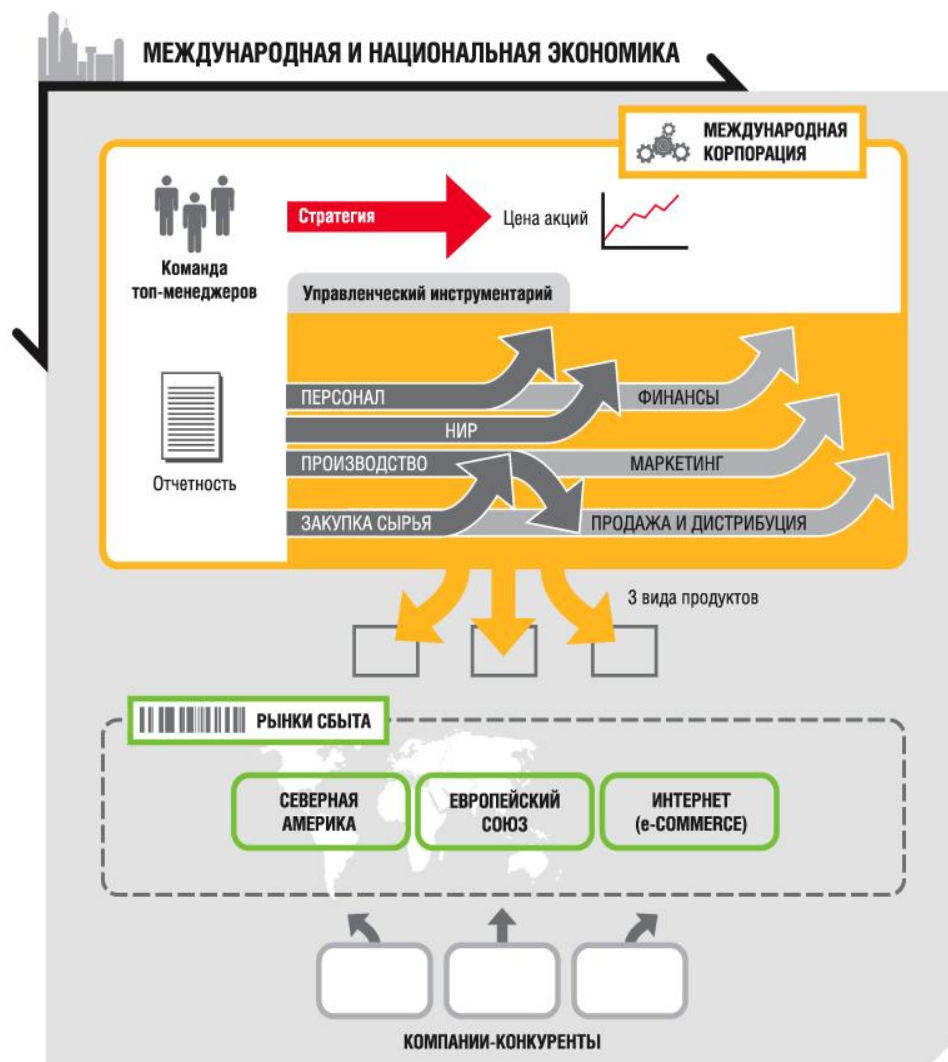 МЕЖДУНАРОДНАЯ И НАЦИОНАЛЬНАЯ ЭКОНОМИКА
МЕЖДУНАРОДНАЯ
КОРПОРАЦИЯ
Стратегия
Цена акций
Команда
топ-менеджеров
Управленческий инструментарий
ПЕРСОНАЛ
ФИНАНСЫ
НИР
ПРОИЗВОДСТВО
МАРКЕТИНГ
Отчетность
ЗАКУПКА СЫРЬЯ
ПРОДАЖА И ДИСТРИБУЦИЯ
3 вида продуктов
РЫНКИ СБЫТА
СЕВЕРНАЯ
АМЕРИКА
ЕВРОПЕЙСКИЙ
СОЮЗ
ИНТЕРНЕТ
(e-COMMERCE)
КОМПАНИИ-КОНКУРЕНТЫ